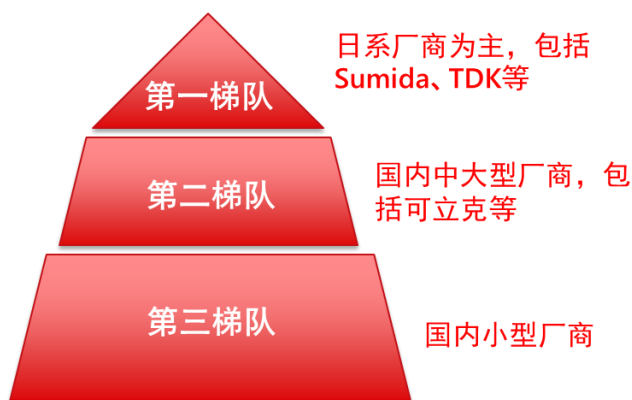 日系厂商为主，包括
Sumida、TDK等
第一梯队
国内中大型厂商，包
括可立克等
第二梯队
第三梯队
国内小型厂商